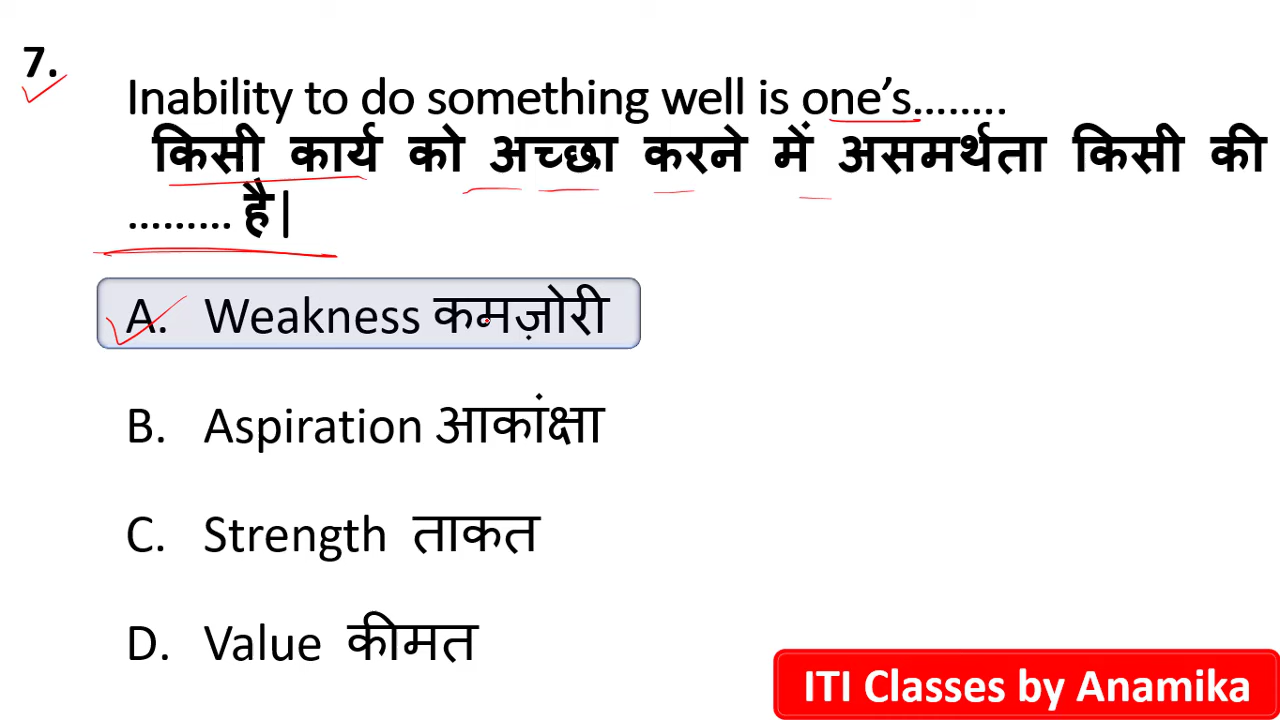 7.
Inability to do something well is one's........
किसी कार्य को अच्छा करने में असमर्थता किसी की
......... है|
A. Weakness कमज़ोरी
B. Aspiration आकांक्षा
C. Strength ताकत
D. Value कीमत
ITI Classes by Anamika